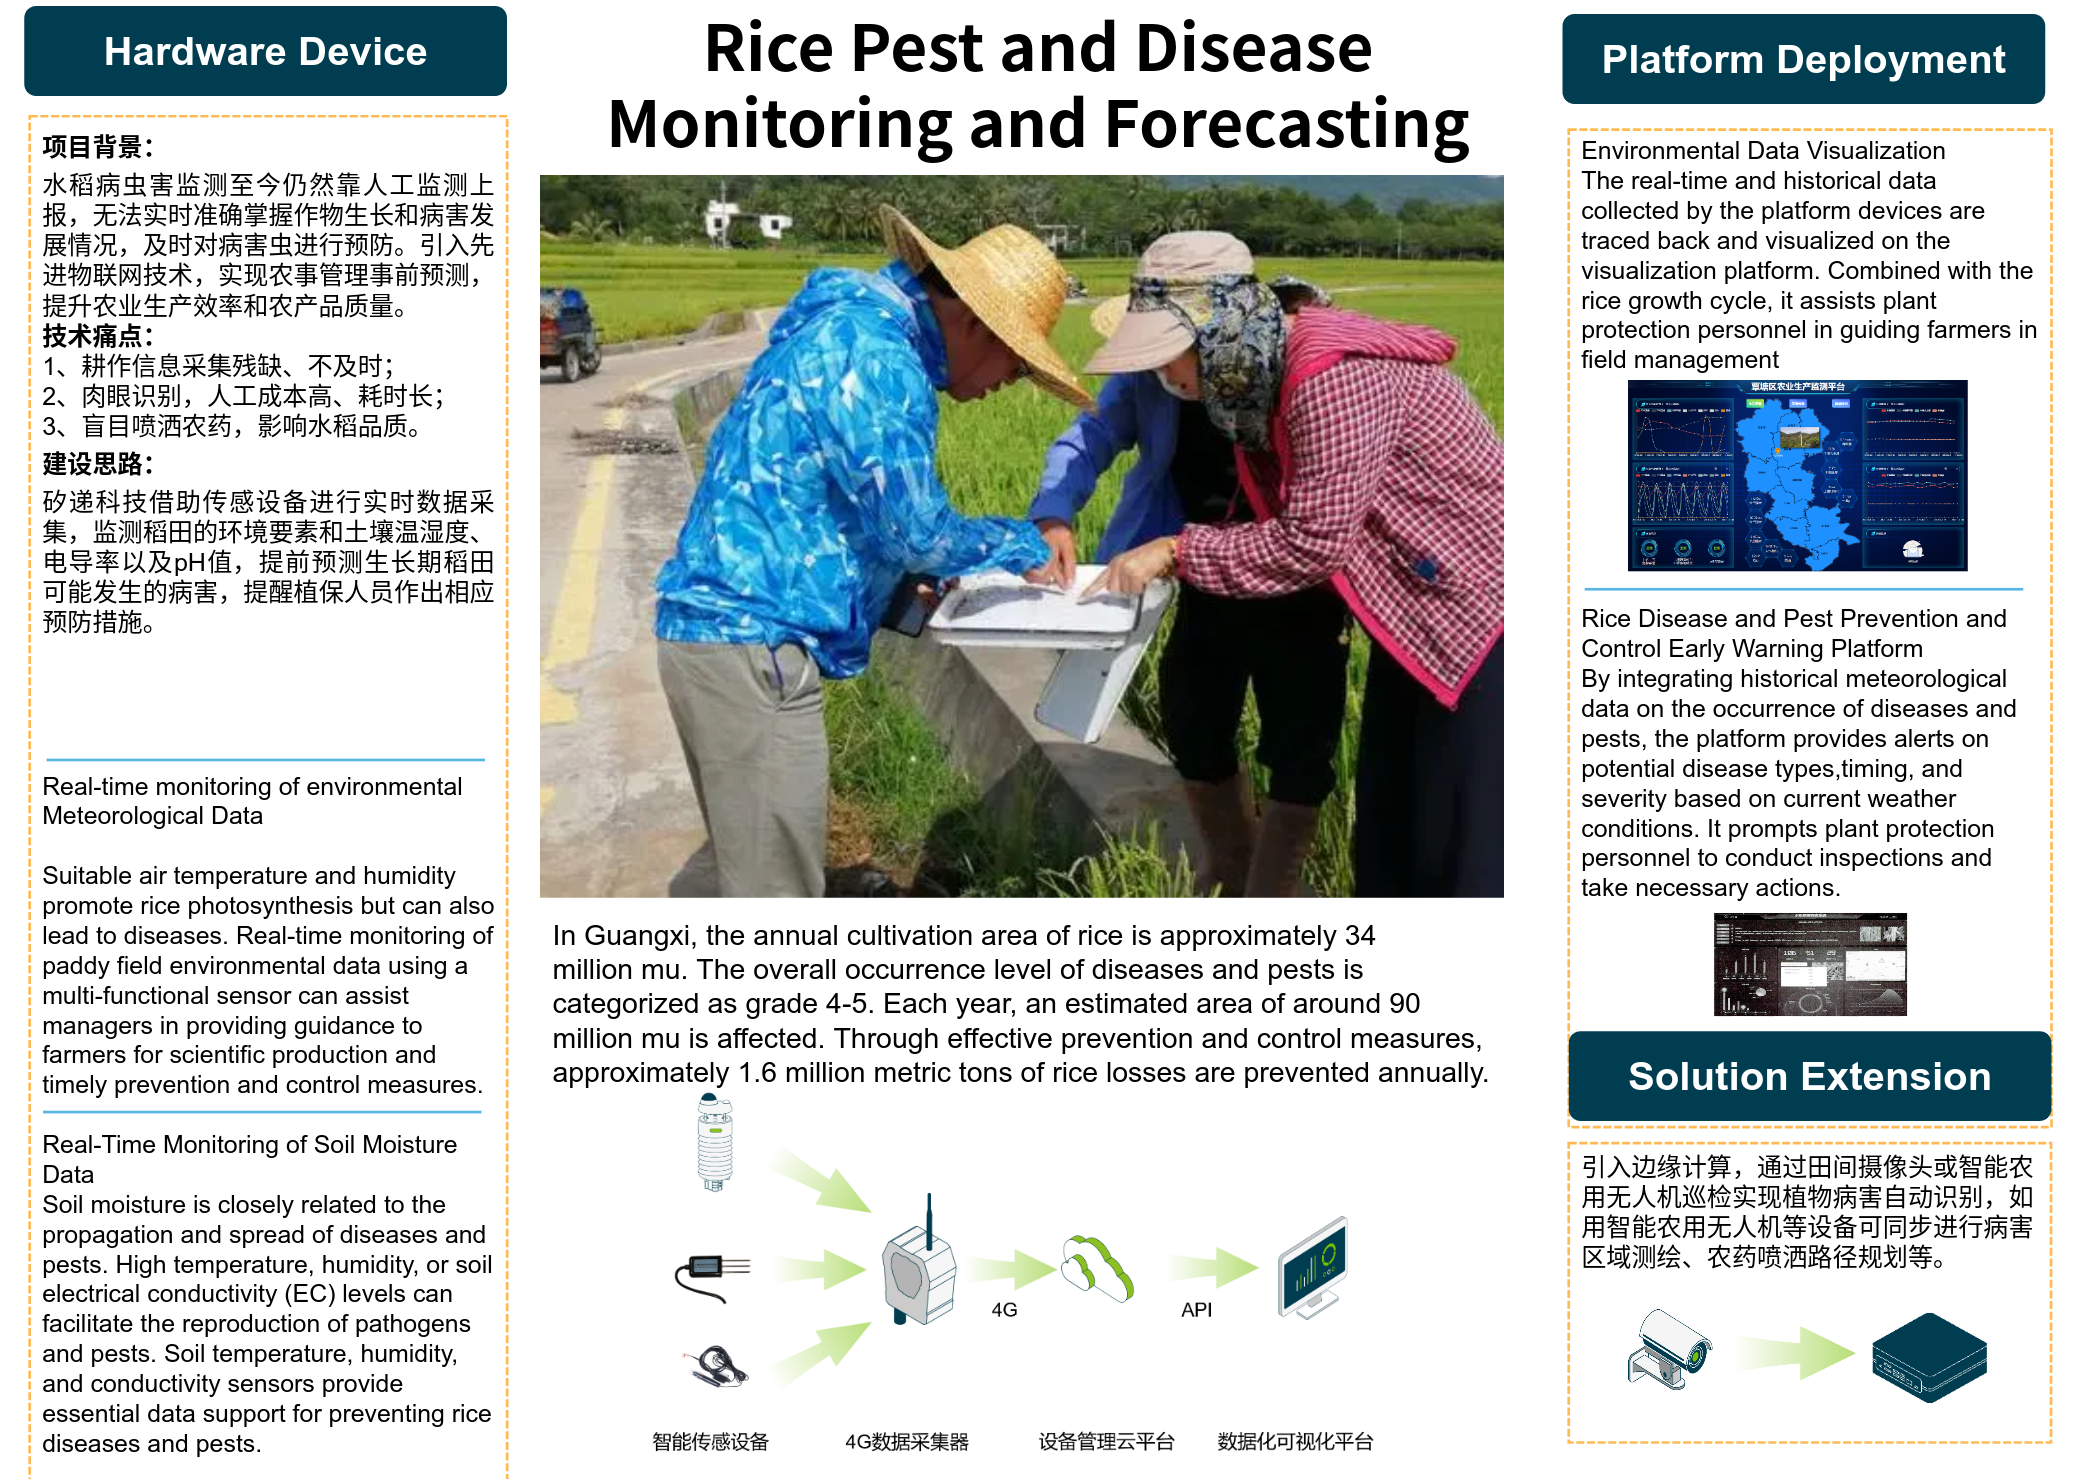 Hardware Device
项目背景：
水稻病虫害监测至今仍然靠人工监测上
报，无法实时准确掌握作物生长和病害发
展情况，及时对病害虫进行预防。引入先
进物联网技术，实现农事管理事前预测，
提升农业生产效率和农产品质量。
技术痛点：
1、耕作信息采集残缺、不及时；
2、肉眼识别，人工成本高、耗时长；
3、盲目喷洒农药，影响水稻品质。
建设思路：
矽递科技借助传感设备进行实时数据采
集，监测稻田的环境要素和土壤温湿度、
电导率以及pH值，提前预测生长期稻田
可能发生的病害，提醒植保人员作出相应
预防措施。
Real-time monitoring of environmental
Meteorological Data
Suitable air temperature and humidity
promote rice photosynthesis but can also
lead to diseases. Real-time monitoring of
paddy field environmental data using a
multi-functional sensor can assist
managers in providing guidance to
farmers for scientific production and
timely prevention and control measures.
Real-Time Monitoring of Soil Moisture
Data
Soil moisture is closely related to the
propagation and spread of diseases and
pests. High temperature, humidity, or soil
electrical conductivity (EC) levels can
facilitate the reproduction of pathogens
and pests. Soil temperature, humidity,
and conductivity sensors provide
essential data support for preventing rice
diseases and pests.
Rice Pest and Disease
Monitoring and Forecasting
In Guangxi, the annual cultivation area of rice is approximately 34
million mu. The overall occurrence level of diseases and pests is
categorized as grade 4-5. Each year, an estimated area of around 90
million mu is affected. Through effective prevention and control measures,
approximately 1.6 million metric tons of rice losses are prevented annually.
4G
API
智能传感设备
4G数据采集器
设备管理云平台
数据化可视化平台
Platform Deployment
Environmental Data Visualization
The real-time and historical data
collected by the platform devices are
traced back and visualized on the
visualization platform. Combined with the
rice growth cycle, it assists plant
protection personnel in guiding farmers in
field management
覃塘区农业生产监测平台
Rice Disease and Pest Prevention and
Control Early Warning Platform
By integrating historical meteorological
data on the occurrence of diseases and
pests, the platform provides alerts on
potential disease types,timing, and
severity based on current weather
conditions. It prompts plant protection
personnel to conduct inspections and
take necessary actions.
Solution Extension
引入边缘计算，通过田间摄像头或智能农
用无人机巡检实现植物病害自动识别，如
用智能农用无人机等设备可同步进行病害
区域测绘、农药喷洒路径规划等。